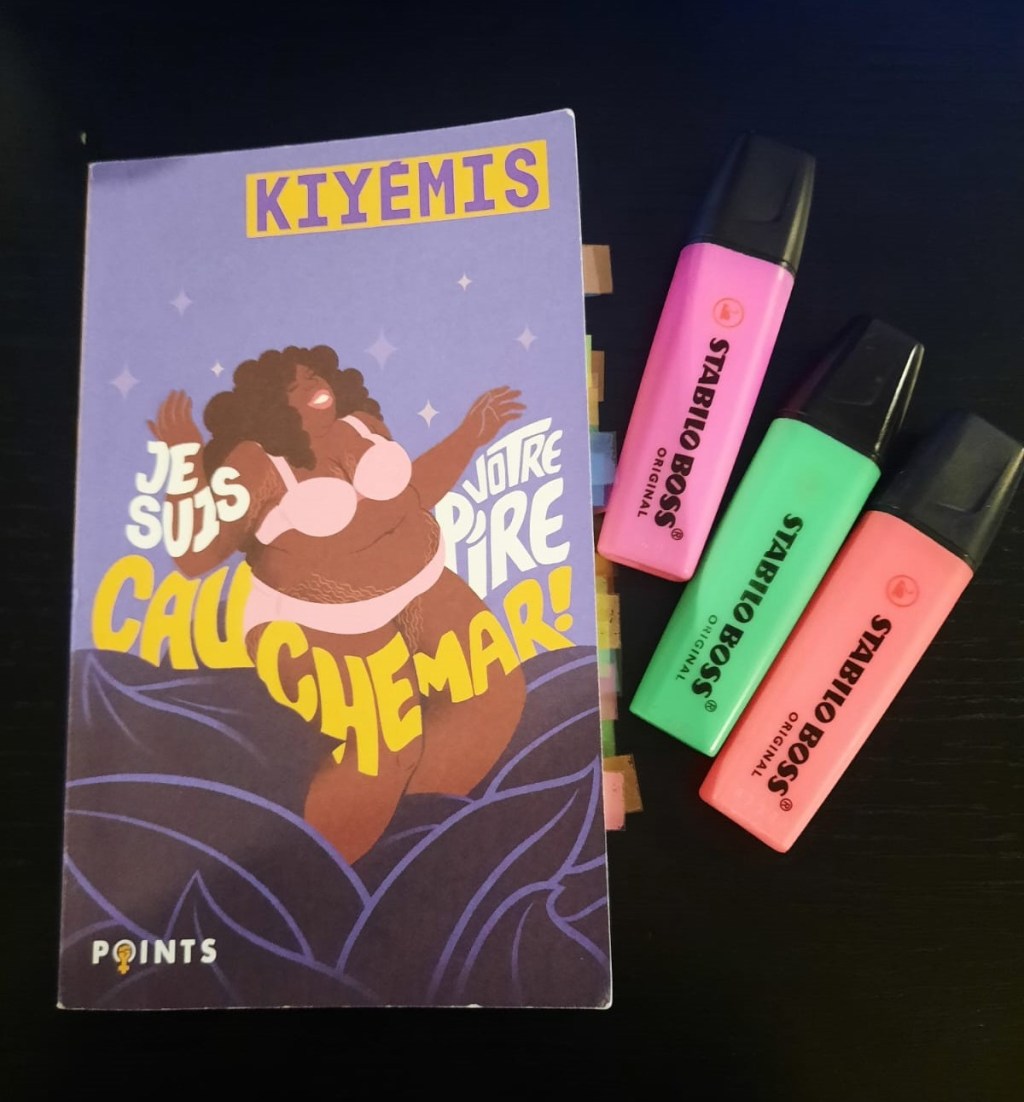 KIYÉMIS
JE
SUIS
VOTRE
PIRE
CAUCHEMAR!
POINTS
STABILO BOSS®
ORIGINAL
STABILO BOSS®
ORIGINAL
STABILO BOSS®
ORIGINAL